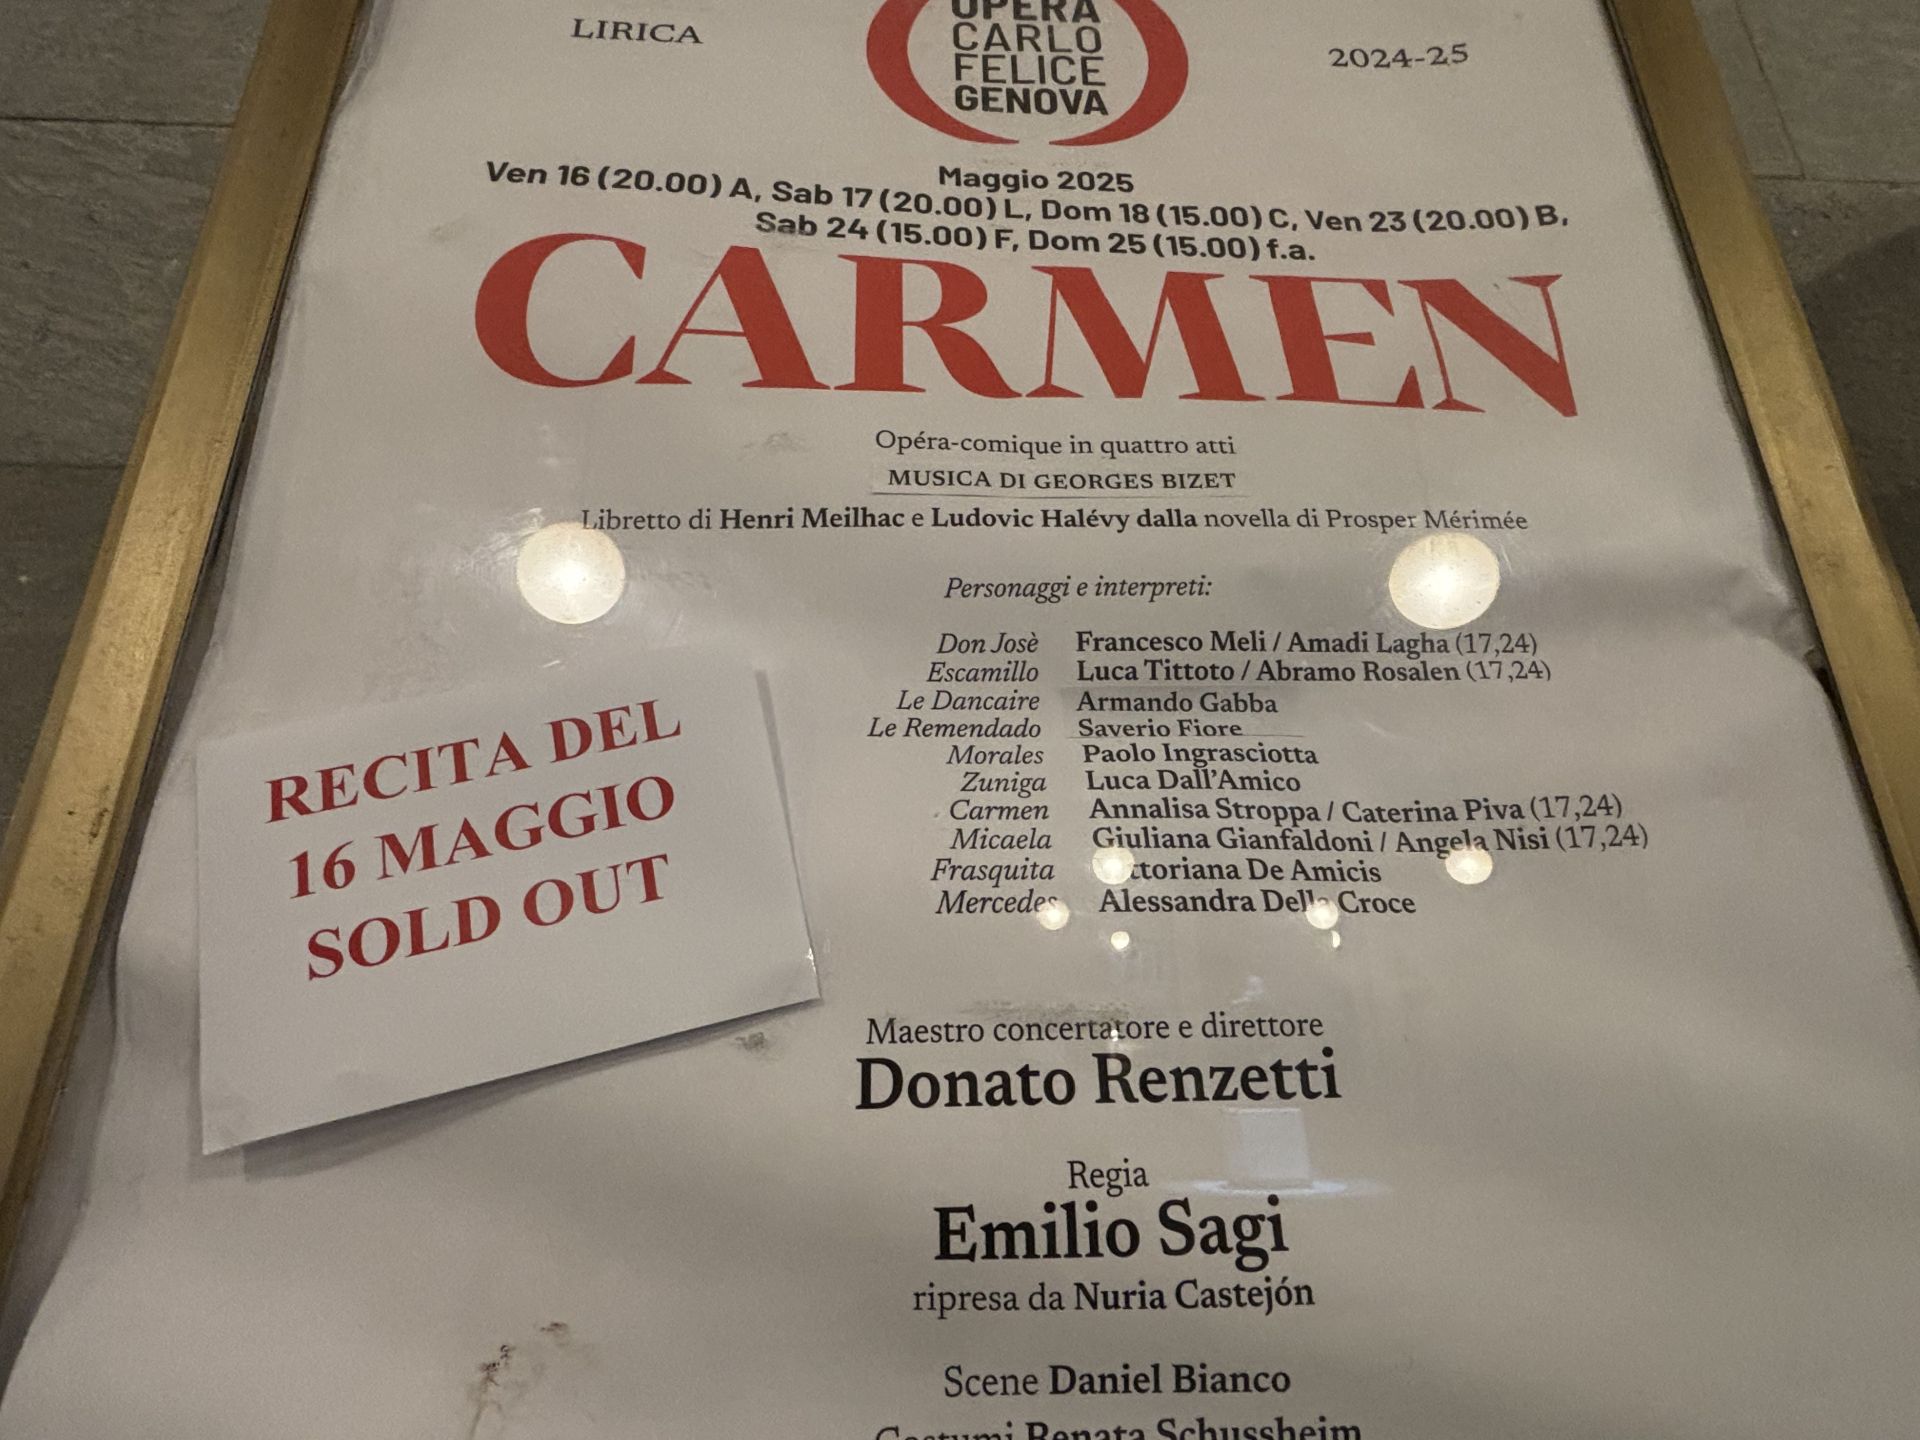 LIRICA
OPERA
CARLO
FELICE
GENOVA
2024-25
Maggio 2025
Ven 16 (20.00) A, Sab 17 (20.00) L, Dom 18 (15.00) C, Ven 23 (20.00) B,
Sab 24 (15.00) F, Dom 25 (15.00) f.a.
CARMEN
Opéra-comique in quattro atti
MUSICA DI GEORGES BIZET
Libretto di Henri Meilhac e Ludovic Halévy dalla novella di Prosper Mérimée
Personaggi e interpreti:
Don Josè Francesco Meli / Amadi Lagha (17,24)
Escamillo Luca Tittoto / Abramo Rosalen (17,24)
Le Dancaire Armando Gabba
Le Remendado Saverio Fiore
Morales Paolo Ingrasciotta
Zuniga Luca Dall'Amico
Carmen Annalisa Stroppa / Caterina Piva (17,24)
Micaela Giuliana Gianfaldoni / Angela Nisi (17,24)
Frasquita De Amicis
Mercedes Alessandra Della Croce
RECITA DEL
16 MAGGIO
SOLD OUT
Maestro concertatore e direttore
Donato Renzetti
Regia
Emilio Sagi
ripresa da Nuria Castejón
Scene Daniel Bianco
Costumi Renata Schussheim